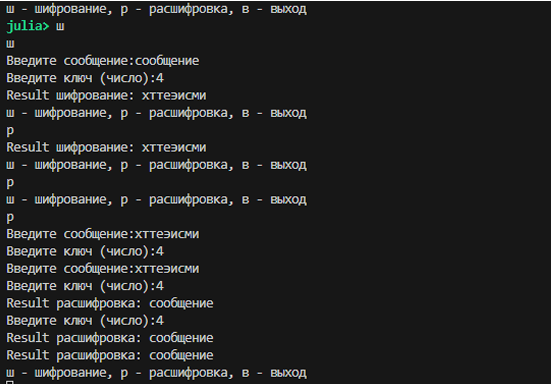 ш - шифрование, р - расшифровка, в - выход
julia> ш
ш
Введите сообщение:сообщение
Введите ключ (число):4
Result шифрование: хттеэисми
ш - шифрование, р - расшифровка, в - выход
р
Result шифрование: хттеэисми
ш - шифрование, р - расшифровка, в - выход
р
ш - шифрование, р - расшифровка, в - выход
р
Введите сообщение:хттеэисми
Введите ключ (число):4
Введите сообщение:хттеэисми
Введите ключ (число):4
Result расшифровка: сообщение
Введите ключ (число):4
Result расшифровка: сообщение
Result расшифровка: сообщение
ш - шифрование, р - расшифровка, в - выход